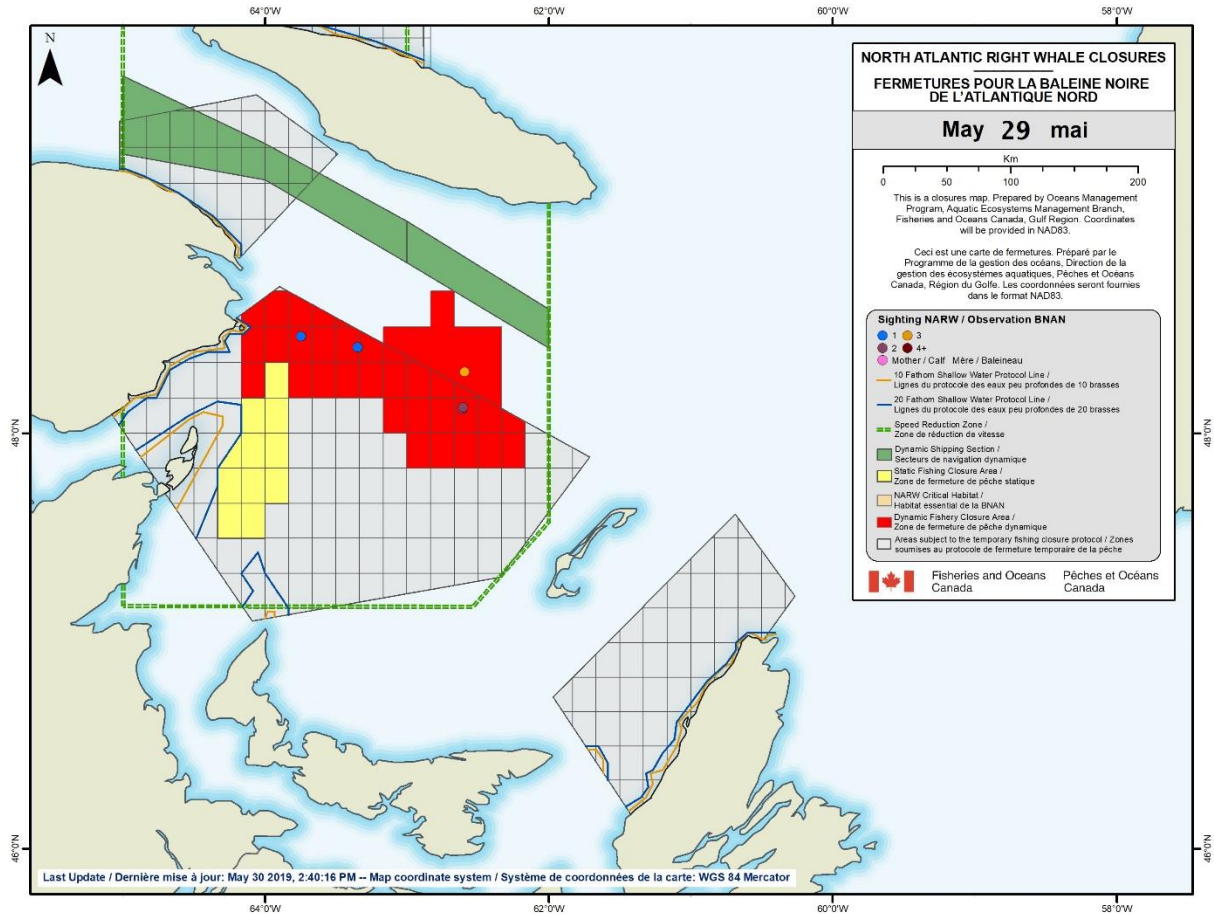 64°0'W
62°0'W
60°0'W
58°0'W
N
NORTH ATLANTIC RIGHT WHALE CLOSURES
FERMETURES POUR LA BALEINE NOIRE
DE L'ATLANTIQUE NORD
May 29 mai
Km
0 50 100 200
This is a closures map. Prepared by Oceans Management
Program, Aquatic Ecosystems Management Branch,
Fisheries and Oceans Canada, Gulf Region. Coordinates
will be provided in NAD83.
Ceci est une carte de fermetures. Préparé par le
Programme de la gestion des océans, Direction de la
gestion des écosystémes aquatiques, Pêches et Océans
Canada, Région du Golfe. Les coordonées seront fournies
dans le format NAD83.
Sighting NARW / Observation BNAN
1 3
2 4+
Mother / Calf Mère / Baleineau
10 Fathom Shallow Water Protocol Line /
Lignes du protocole des eaux peu profondes de 10 brasses
20 Fathom Shallow Water Protocol Line /
Lignes du protocole des eaux peu profondes de 20 brasses
Speed Reduction Zone /
Zone de réduction de vitesse
Dynamic Shipping Section /
Secteurs de navigation dynamique
Static Fishing Closure Area /
Zone de fermeture de pêche statique
NARW Critical Habitat /
Habitat essential de la BNAN
Dynamic Fishery Closure Area /
Zone de fermeture de pêche dynamique
Areas subject to the temporary fishing closure protocol / Zones
soumises au protocole de fermeture temporaire de la pêche
Fisheries and Oceans
Canada
Pêches et Océans
Canada
48°0'N
48°0'N
46°0'N
46°0'N
Last Update / Dernière mise à jour: May 30 2019, 2:40:16 PM -- Map coordinate system / Système de coordonnées de la carte: WGS 84 Mercator
64°0'W
62°0'W
60°0'W
58°0'W